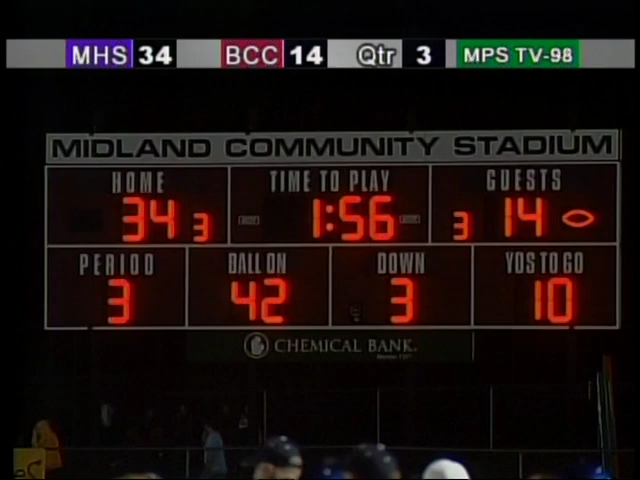 MHS 34 BCC 14 Qtr 3 MPS TV-98
MIDLAND COMMUNITY STADIUM
HOME TIME TO PLAY GUESTS
34 3 1:56 3 14
PERIOD BALL ON DOWN YDS TO GO
3 42 3 10
CHEMICAL BANK.